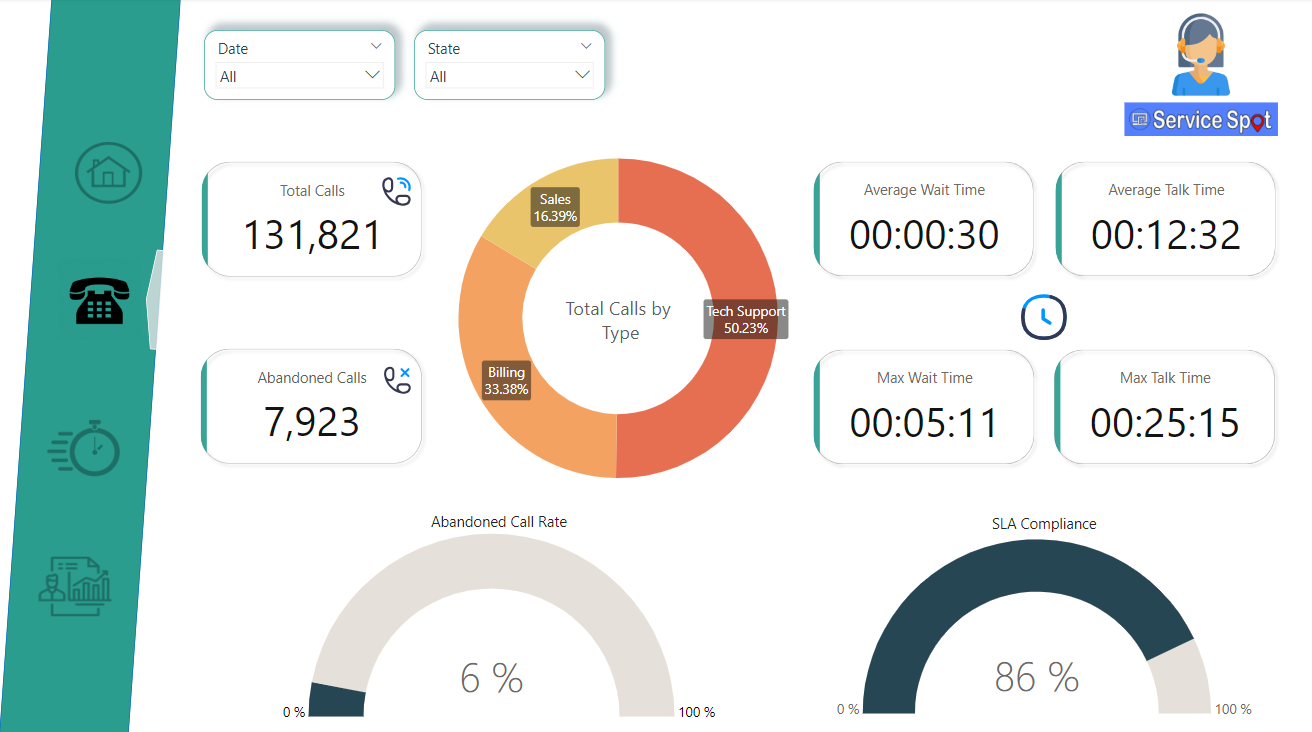 Date
All
State
All
Service Spot
Total Calls
131,821
Abandoned Calls
7,923
Sales
16.39%
Tech Support
50.23%
Billing
33.38%
Total Calls by
Type
Average Wait Time
00:00:30
Average Talk Time
00:12:32
Max Wait Time
00:05:11
Max Talk Time
00:25:15
Abandoned Call Rate
6 %
0 %
100 %
SLA Compliance
86 %
0 %
100 %